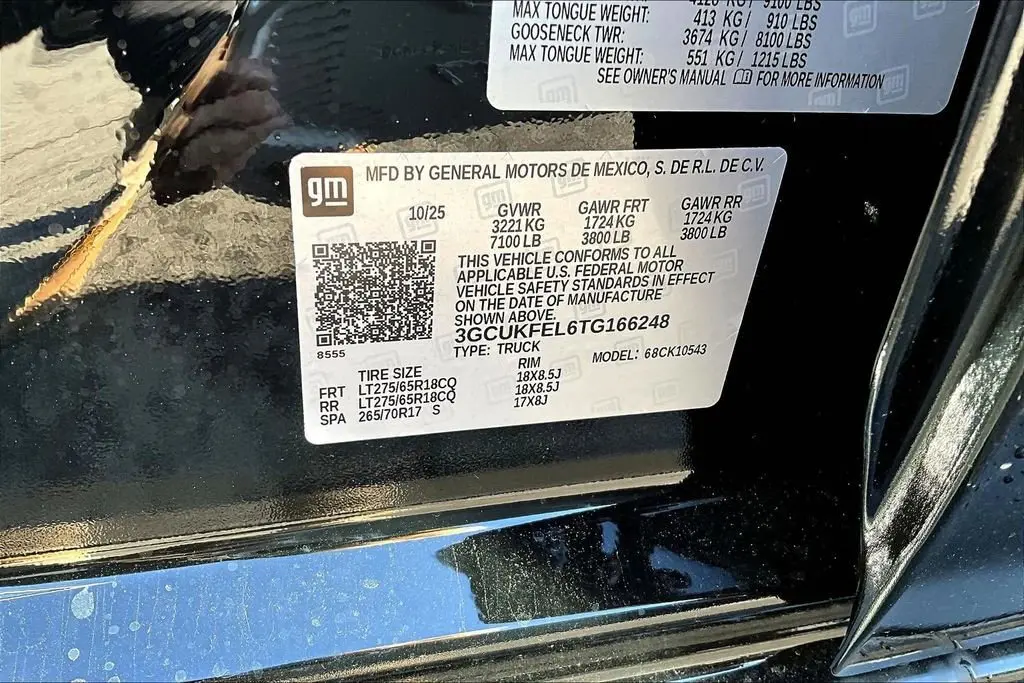 4128 KG / 9100 LBS
MAX TONGUE WEIGHT: 413 KG / 910 LBS
GOOSENECK TWR: 3674 KG / 8100 LBS
MAX TONGUE WEIGHT: 551 KG / 1215 LBS
SEE OWNER'S MANUAL FOR MORE INFORMATION
gm
MFD BY GENERAL MOTORS DE MEXICO, S. DE R.L. DE C.V.
10/25 GVWR GAWR FRT GAWR RR
3221 KG 1724 KG 1724 KG
7100 LB 3800 LB 3800 LB
THIS VEHICLE CONFORMS TO ALL
APPLICABLE U.S. FEDERAL MOTOR
VEHICLE SAFETY STANDARDS IN EFFECT
ON THE DATE OF MANUFACTURE
SHOWN ABOVE.
3GCUKFEL6TG166248
8555
TYPE: TRUCK MODEL: 68CK10543
TIRE SIZE RIM
FRT LT275/65R18CQ 18X8.5J
RR LT275/65R18CQ 18X8.5J
SPA 265/70R17 S 17X8J